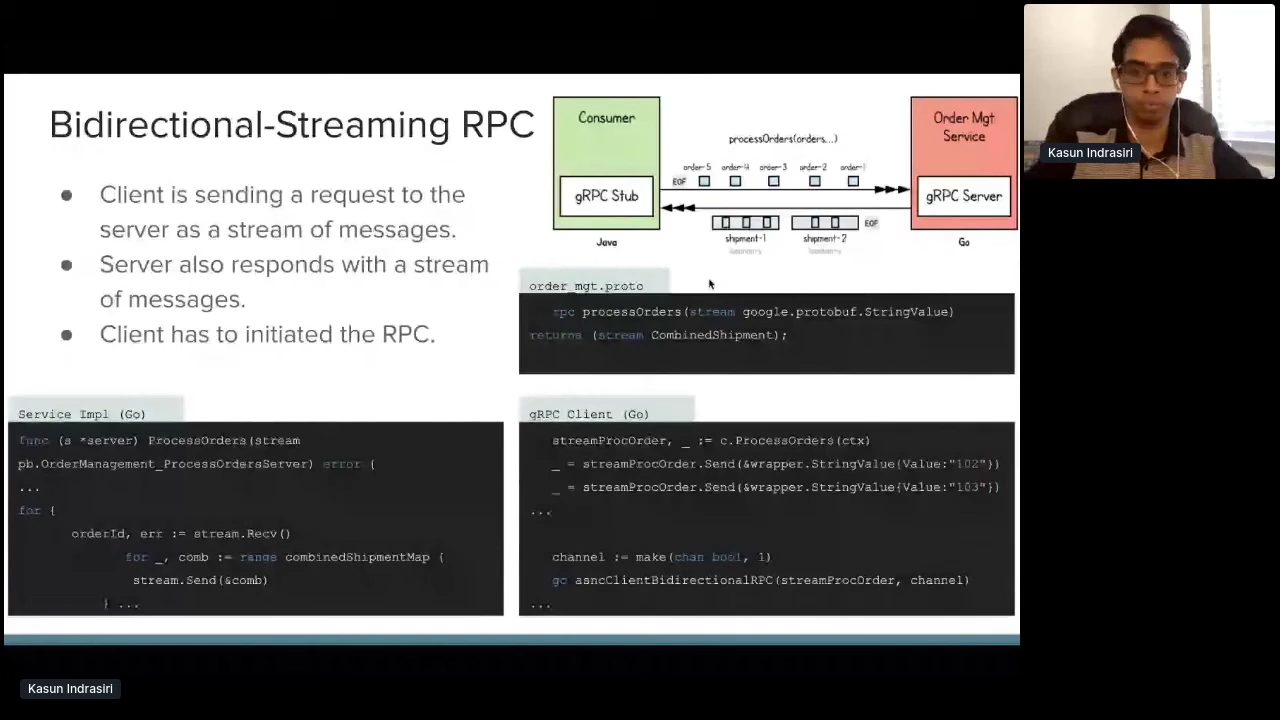 Bidirectional-Streaming RPC
● Client is sending a request to the
server as a stream of messages.
● Server also responds with a stream
of messages.
● Client has to initiated the RPC.
Consumer
gRPC Stub
Java
processOrders(orders...)
EOF order-5 order-4 order-3 order-2
shipment-1 shipment-2 EOF
Order Mgt
Service
gRPC Server
Go
order_mgt.proto
rpc processOrders(stream google.protobuf.StringValue)
returns (stream CombinedShipment);
Service Impl (Go)
func (s *server) ProcessOrders(stream
pb.OrderManagement_ProcessOrdersServer) error {
...
for {
orderId, err := stream.Recv()
for _, comb := range combinedShipmentMap {
stream.Send(&comb)
} ...
gRPC Client (Go)
streamProcOrder, _ := c.ProcessOrders(ctx)
_ = streamProcOrder.Send(&wrapper.StringValue{Value:"102"})
_ = streamProcOrder.Send(&wrapper.StringValue{Value:"103"})
...
channel := make(chan bool, 1)
go asncClientBidirectionalRPC(streamProcOrder, channel)
...
Kasun Indrasiri
Kasun Indrasiri